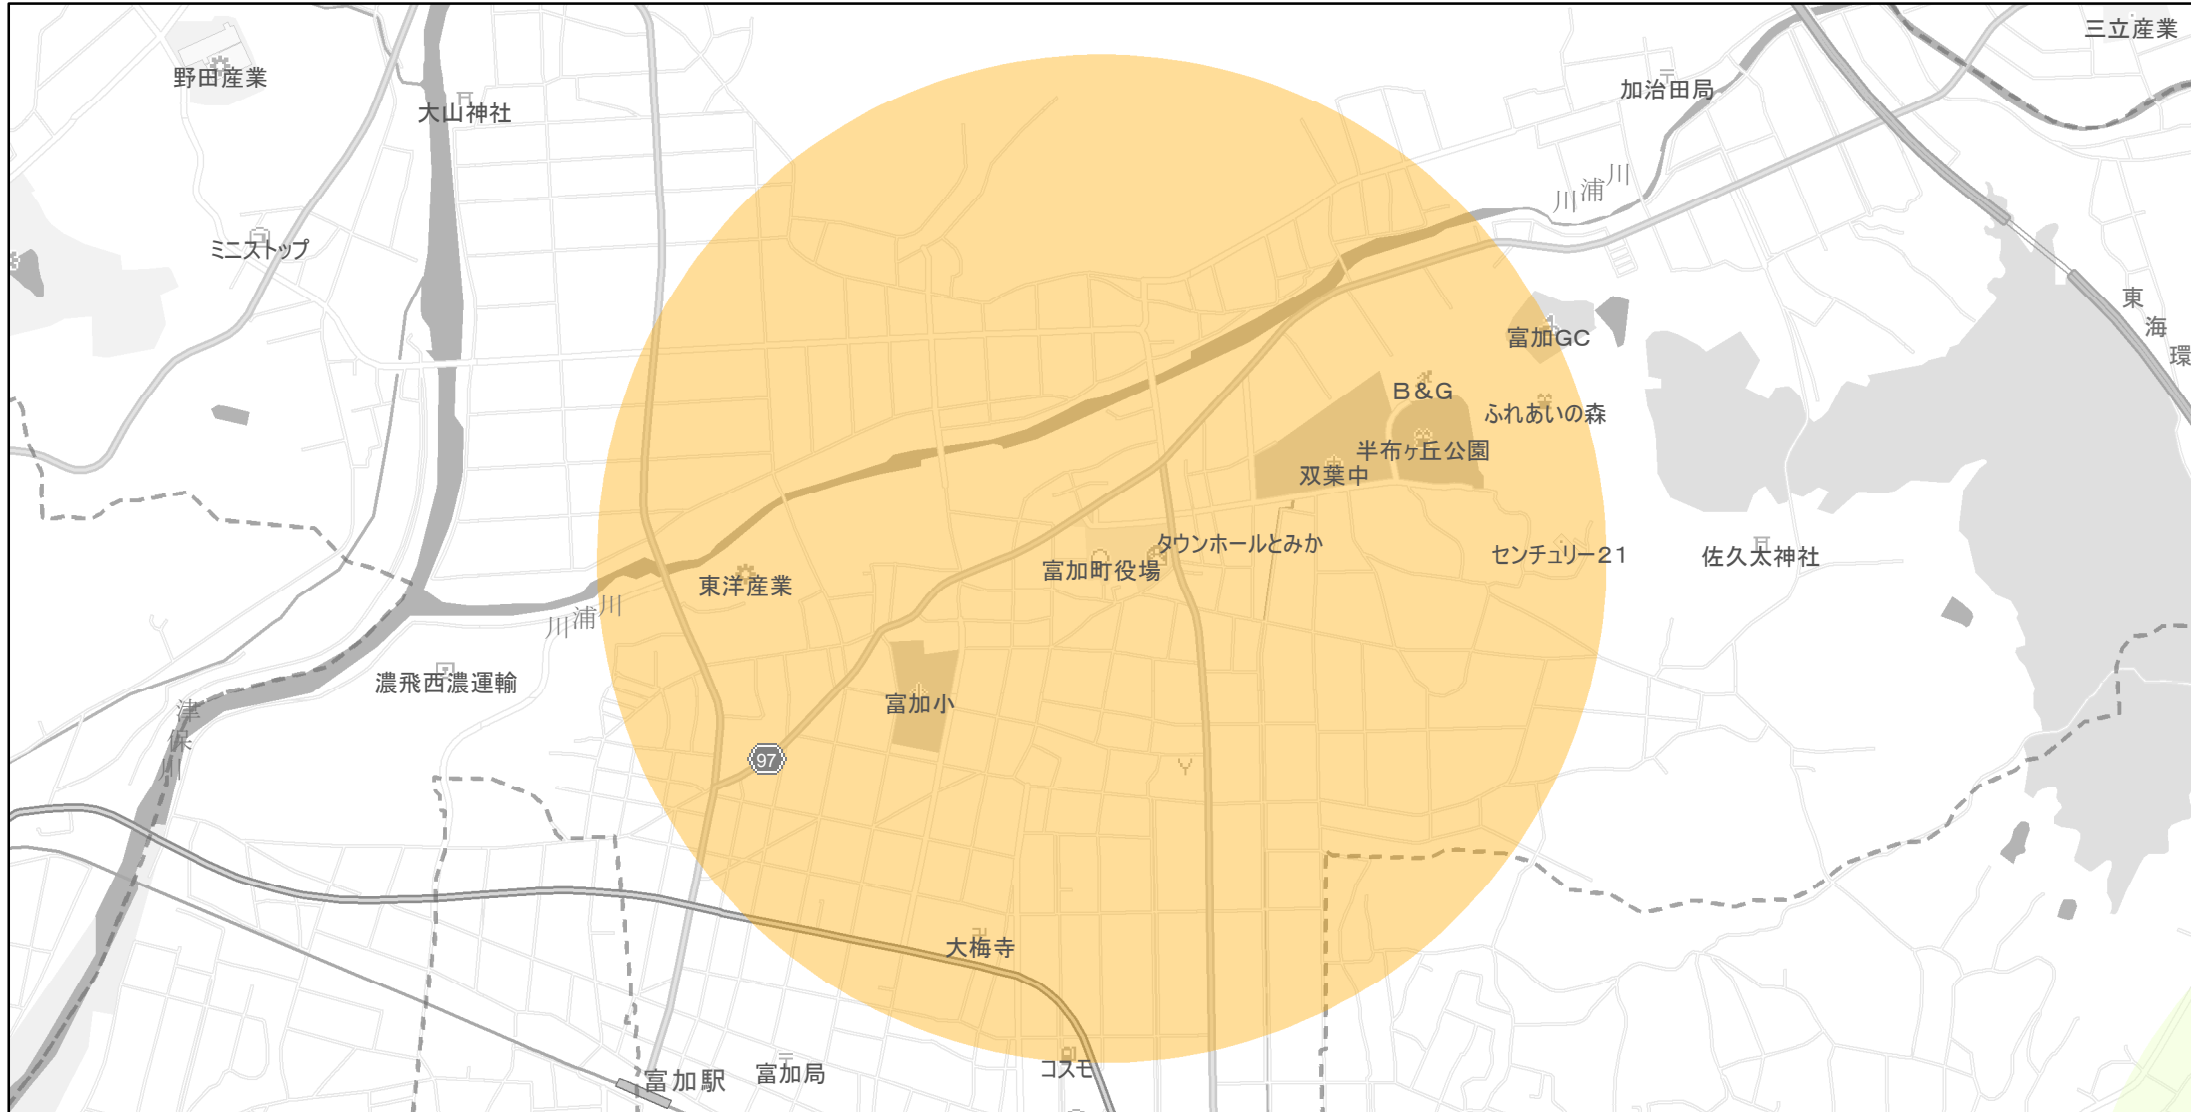 三立産業
野田産業
加治田局
大山神社
川浦川
ミニストップ
東海環
富加GC
B&G
ふれあいの森
半布ヶ丘公園
双葉中
タウンホールとみか
センチュリー21
佐久太神社
富加町役場
東洋産業
川浦川
濃飛西濃運輸
富加小
津保川
97
大梅寺
コスモ
富加局
富加駅